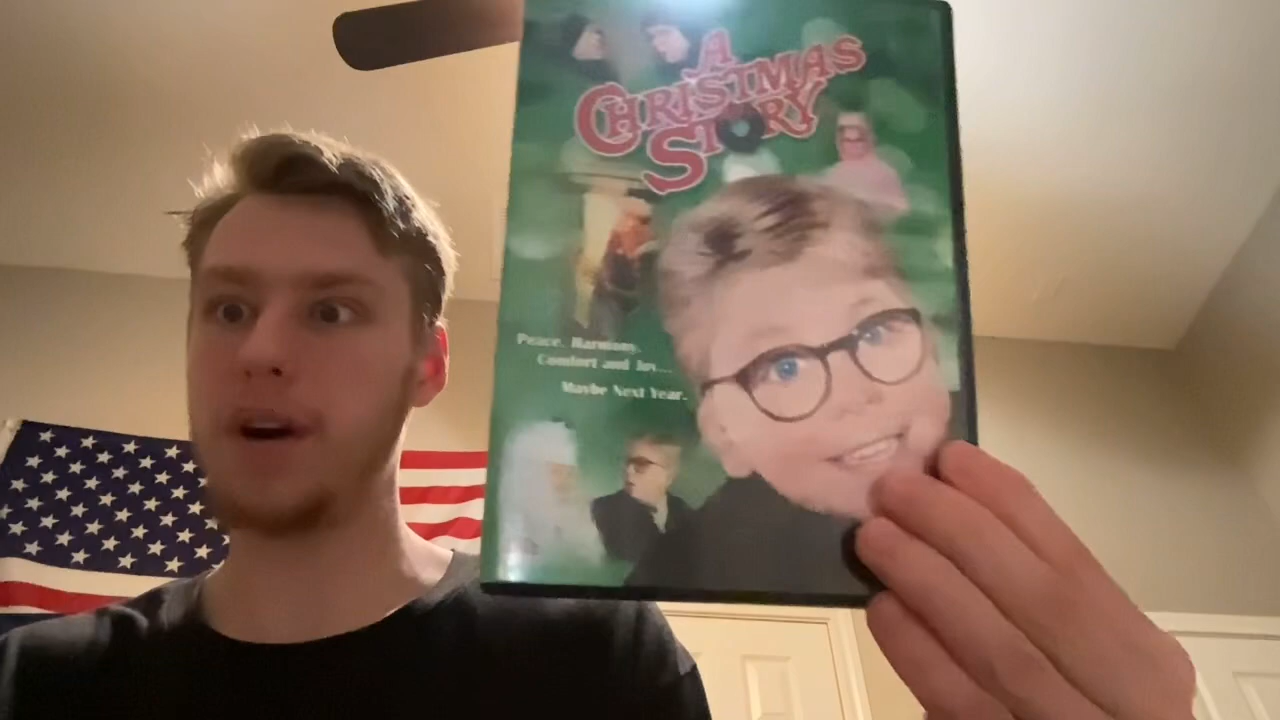 A
CHRISTMAS
STORY
Peace. Harmony.
Comfort and Joy...
Maybe Next Year.